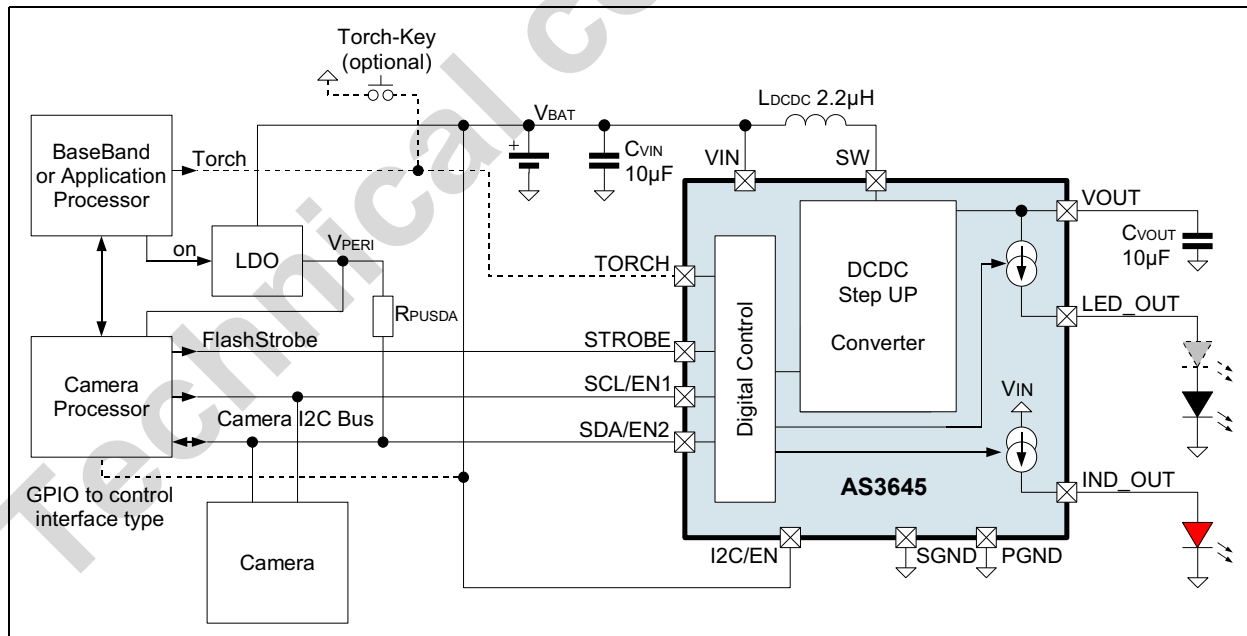 Technical co
Torch-Key
(optional)
BaseBand
or Application
Processor
Torch
on
LDO
VPERI
RPUSDA
VBAT
+
CVIN
10µF
LDCDC 2.2µH
VIN
SW
VOUT
CVOUT
10µF
TORCH
DCDC
Step UP
Converter
Digital Control
LED_OUT
FlashStrobe
STROBE
Camera
Processor
SCL/EN1
Camera I2C Bus
SDA/EN2
VIN
AS3645
IND_OUT
GPIO to control
interface type
Camera
I2C/EN
SGND
PGND